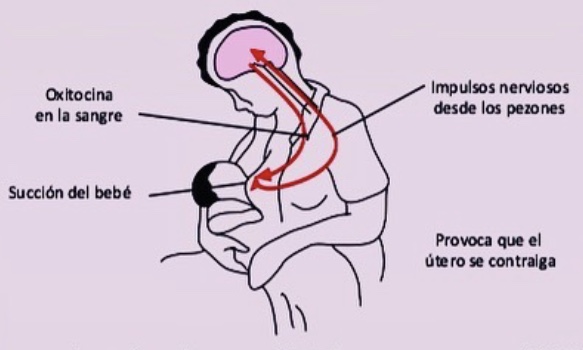 Oxitocina
en la sangre
Impulsos nerviosos
desde los pezones
Succión del bebé
Provoca que el
útero se contraiga